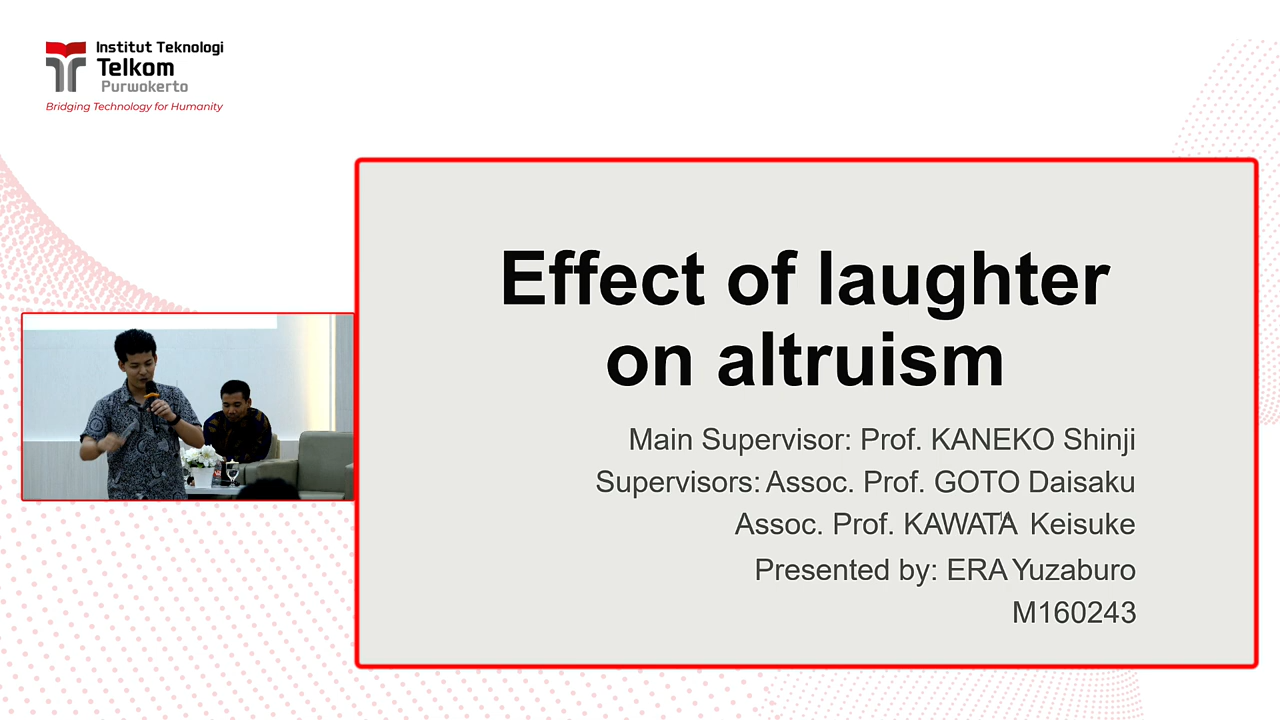 Institut Teknologi
Telkom
Purwokerto
Bridging Technology for Humanity
Effect of laughter
on altruism
Main Supervisor: Prof. KANEKO Shinji
Supervisors: Assoc. Prof. GOTO Daisaku
Assoc. Prof. KAWATA Keisuke
Presented by: ERA Yuzaburo
M160243